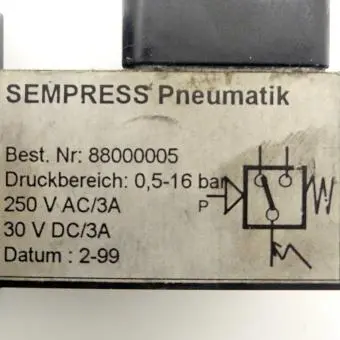 SEMPRESS Pneumatik
Best. Nr: 88000005
Druckbereich: 0,5-16 bar
250 V AC/3A
P
30 V DC/3A
Datum : 2-99